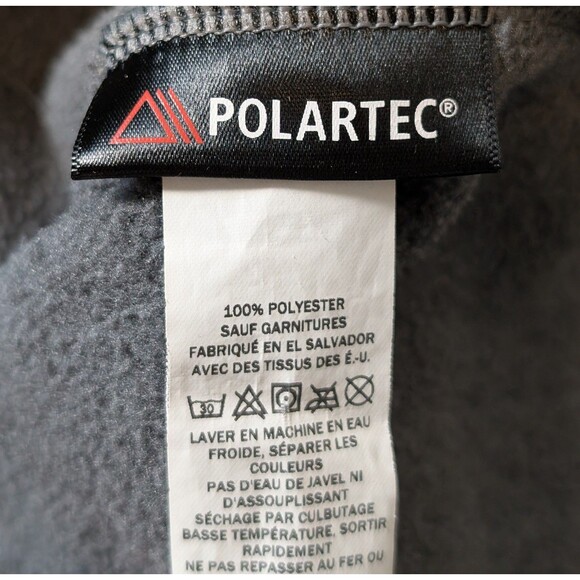 POLARTEC®
100% POLYESTER
SAUF GARNITURES
FABRIQUÉ EN EL SALVADOR
AVEC DES TISSUS DES É.-U.
30
LAVER EN MACHINE EN EAU
FROIDE, SÉPARER LES
COULEURS
PAS D'EAU DE JAVEL NI
D'ASSOUPLISSANT
SÉCHAGE PAR CULBUTAGE
BASSE TEMPÉRATURE, SORTIR
RAPIDEMENT
NE PAS REPASSER AU FER OU